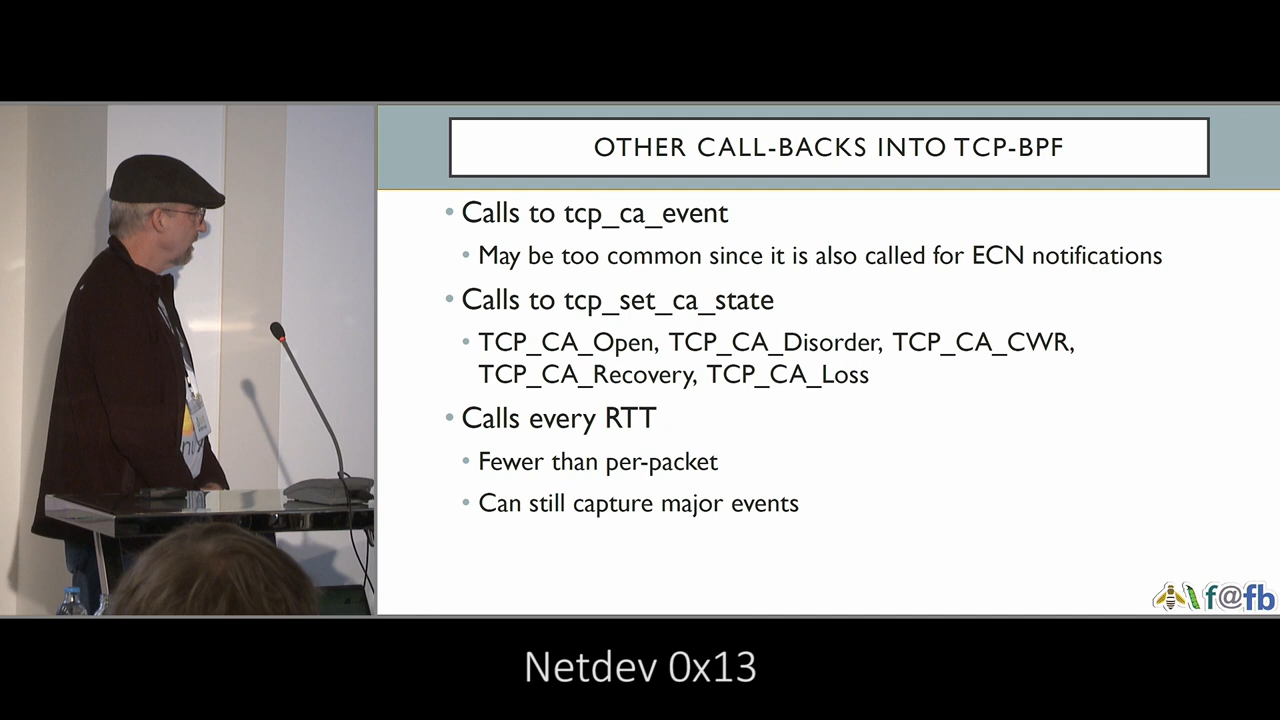 OTHER CALL-BACKS INTO TCP-BPF
• Calls to tcp_ca_event
• May be too common since it is also called for ECN notifications
• Calls to tcp_set_ca_state
• TCP_CA_Open, TCP_CA_Disorder, TCP_CA_CWR,
TCP_CA_Recovery, TCP_CA_Loss
• Calls every RTT
• Fewer than per-packet
• Can still capture major events
f@fb
Netdev 0x13